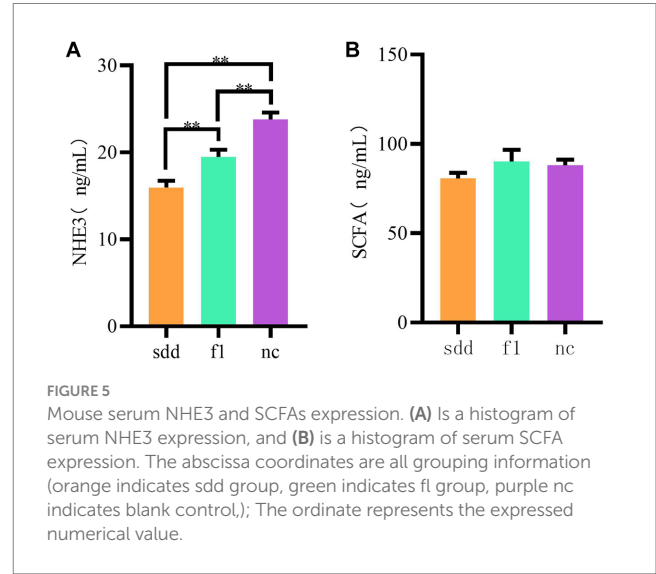 A
B
30
20
10
0
NHE3( ng/mL)
**
**
**
sdd
fl
nc
150
100
50
0
SCFA( ng/mL)
sdd
fl
nc
FIGURE 5
Mouse serum NHE3 and SCFAs expression. (A) Is a histogram of
serum NHE3 expression, and (B) is a histogram of serum SCFA
expression. The abscissa coordinates are all grouping information
(orange indicates sdd group, green indicates fl group, purple nc
indicates blank control,); The ordinate represents the expressed
numerical value.